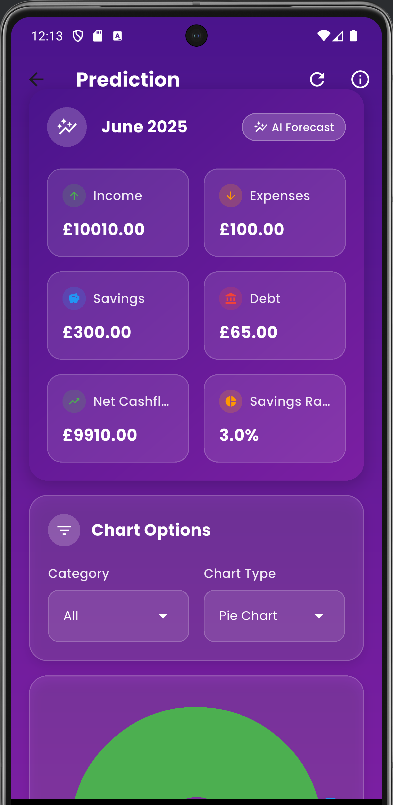 12:13
Prediction
June 2025
AI Forecast
Income
Expenses
£10010.00
£100.00
Savings
Debt
£300.00
£65.00
Net Cashfl...
Savings Ra...
£9910.00
3.0%
Chart Options
Category
Chart Type
All
Pie Chart